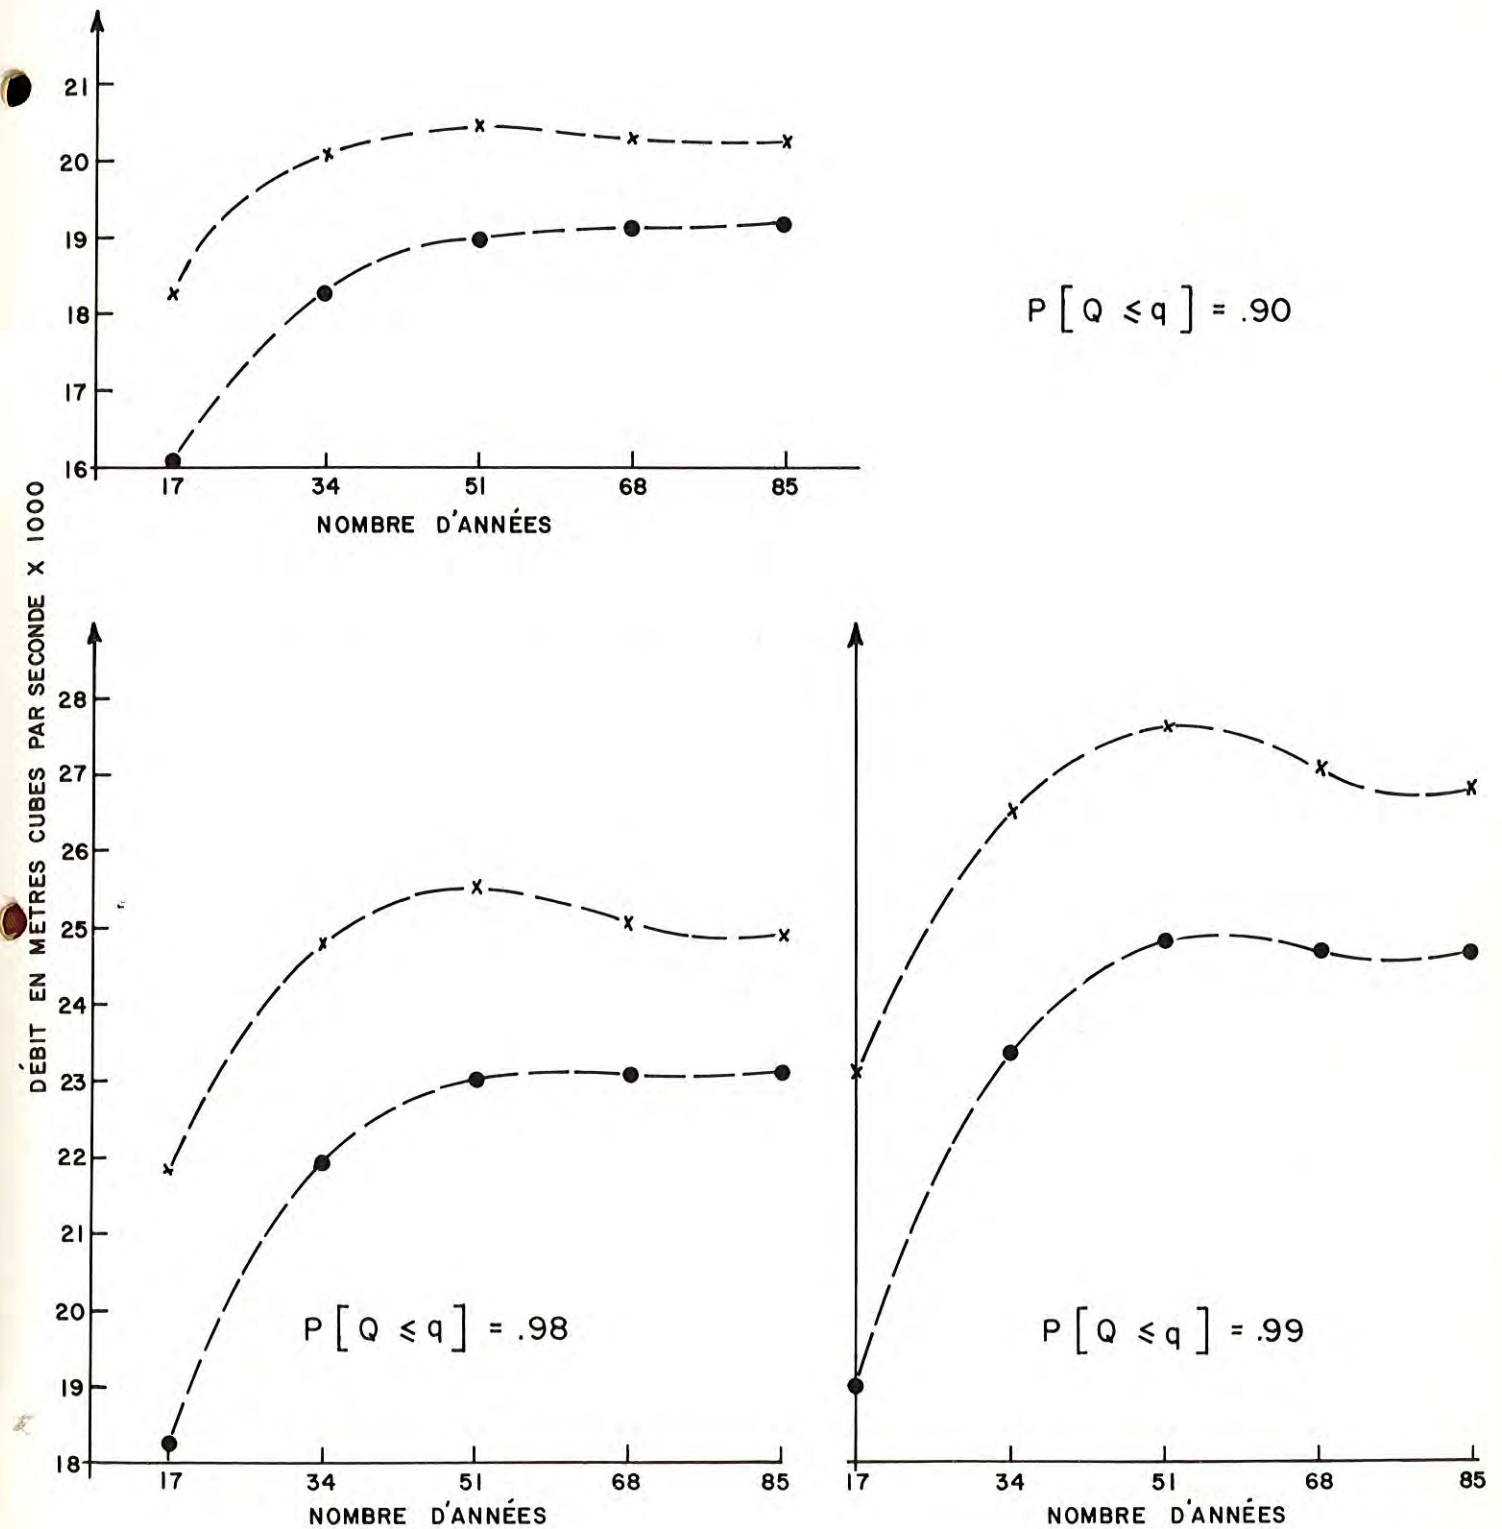 21
20
19
18
17
16
17 34 51 68 85
NOMBRE D'ANNÉES
P [ Q ≤ q ] = .90
DÉBIT EN MÈTRES CUBES PAR SECONDE X 1000
28
27
26
25
24
23
22
21
20
19
18
17 34 51 68 85
NOMBRE D'ANNÉES
P [ Q ≤ q ] = .98
17 34 51 68 85
NOMBRE D'ANNÉES
P [ Q ≤ q ] = .99